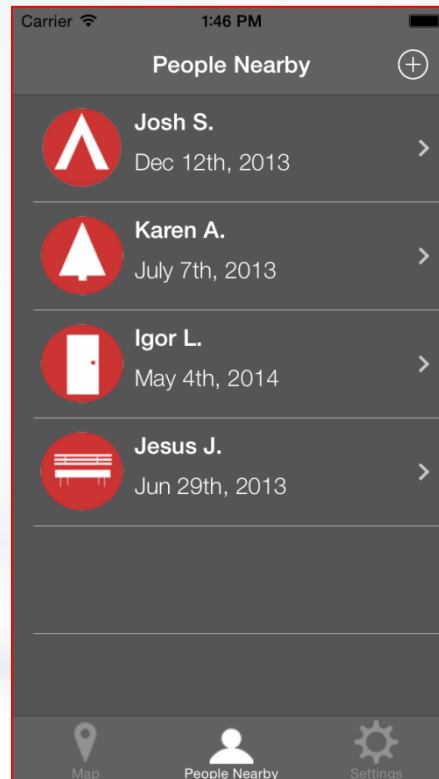 Carrier 1:46 PM
People Nearby
Josh S.
Dec 12th, 2013
Karen A.
July 7th, 2013
Igor L.
May 4th, 2014
Jesus J.
Jun 29th, 2013
Map People Nearby Settings